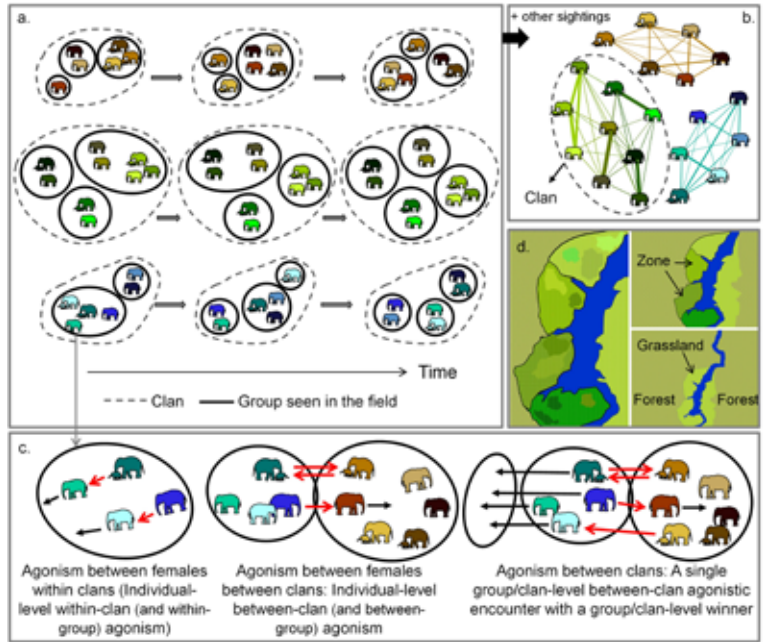 a.
+ other sightings
b.
Clan
Time
Clan
Group seen in the field
d.
Zone
Grassland
Forest
Forest
c.
Agonism between females
within clans (Individual-
level within-clan (and within-
group) agonism)
Agonism between females
between clans: Individual-level
between-clan (and between-
group) agonism
Agonism between clans: A single
group/clan-level between-clan agonistic
encounter with a group/clan-level winner